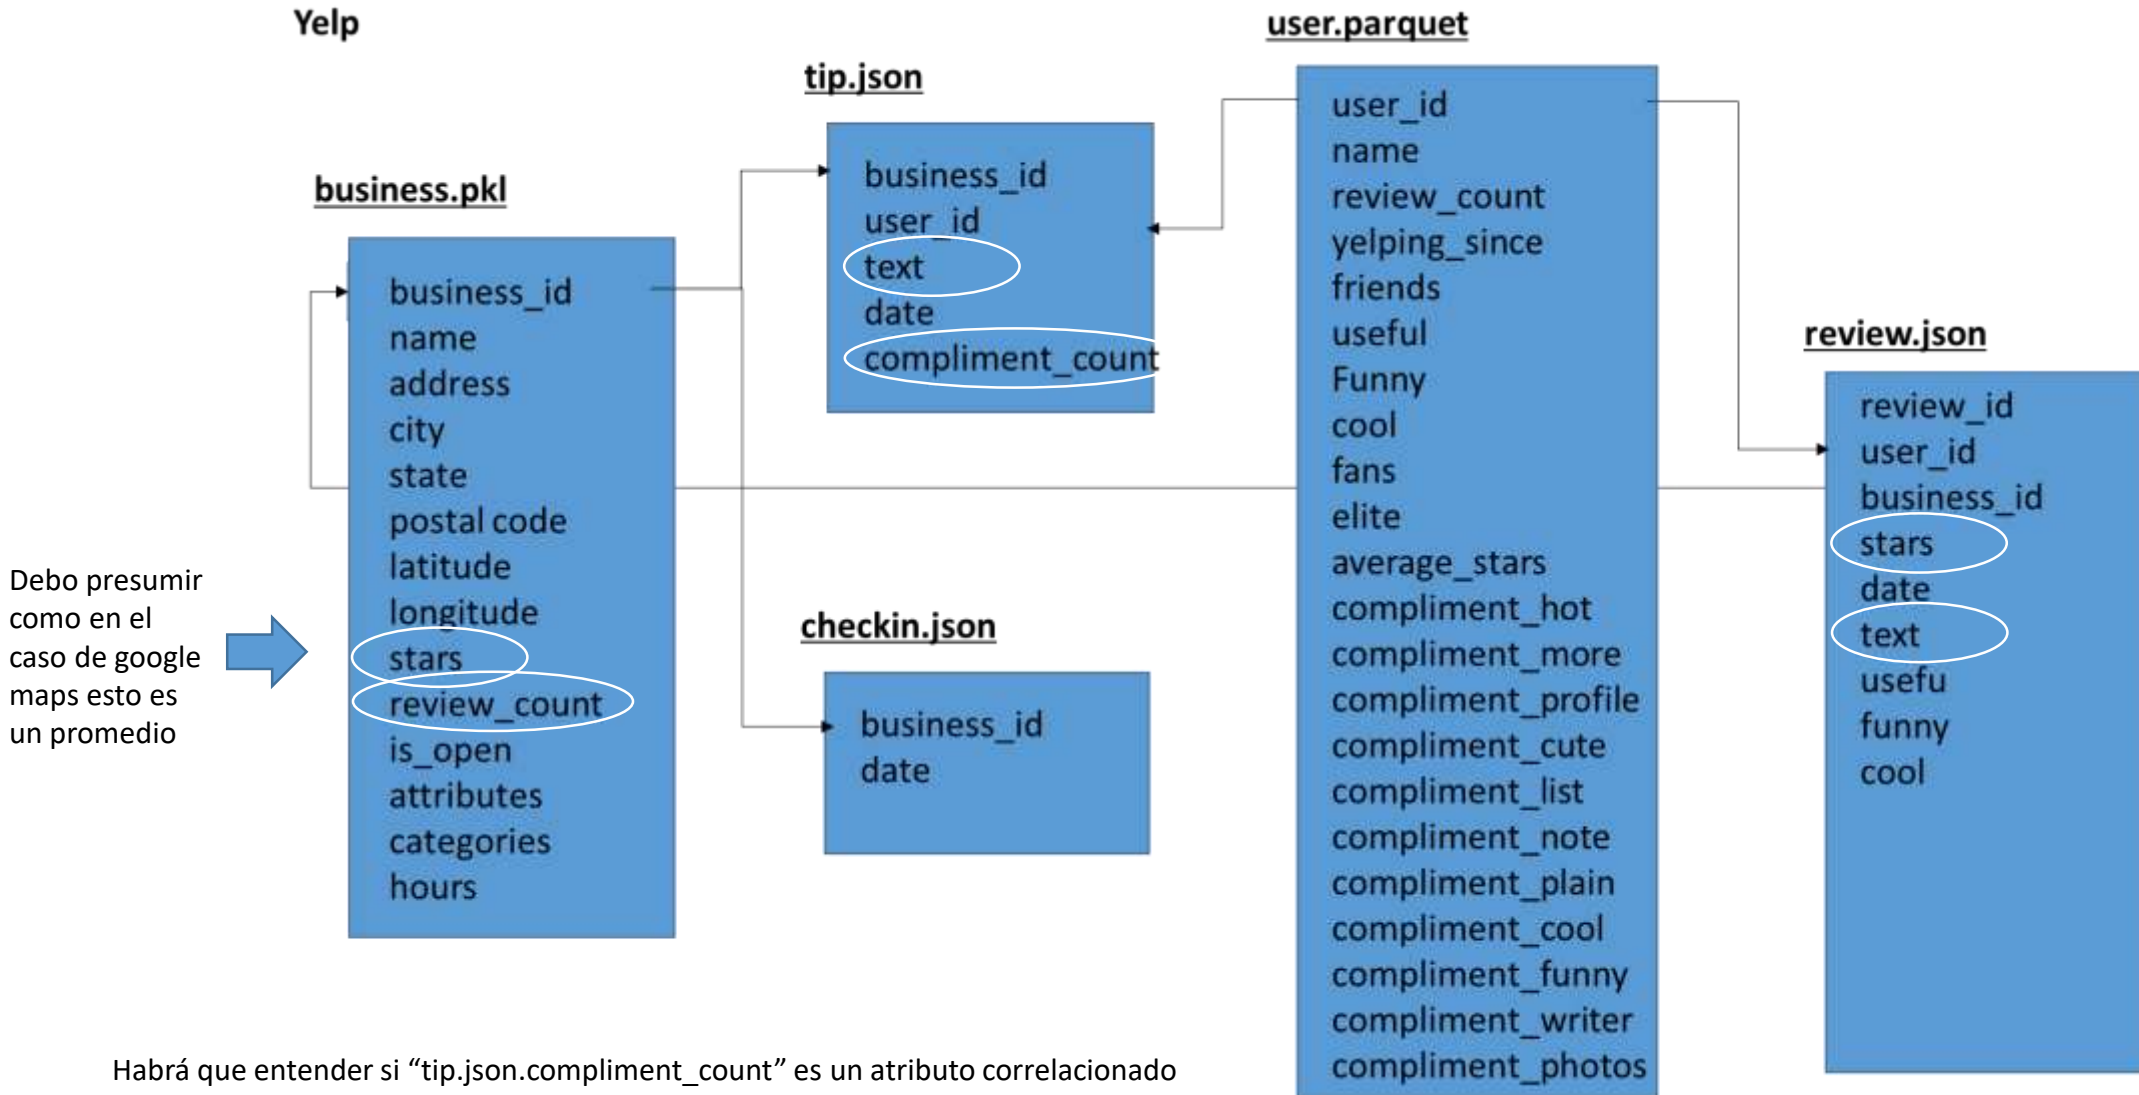 Yelp
business.pkl
business_id
name
address
city
state
postal code
latitude
longitude
stars
review_count
is_open
attributes
categories
hours
Debo presumir
como en el
caso de google
maps esto es
un promedio
tip.json
business_id
user_id
text
date
compliment_count
checkin.json
business_id
date
user.parquet
user_id
name
review_count
yelping_since
friends
useful
Funny
cool
fans
elite
average_stars
compliment_hot
compliment_more
compliment_profile
compliment_cute
compliment_list
compliment_note
compliment_plain
compliment_cool
compliment_funny
compliment_writer
compliment_photos
review.json
review_id
user_id
business_id
stars
date
text
usefu
funny
cool
Habrá que entender si “tip.json.compliment_count” es un atributo correlacionado